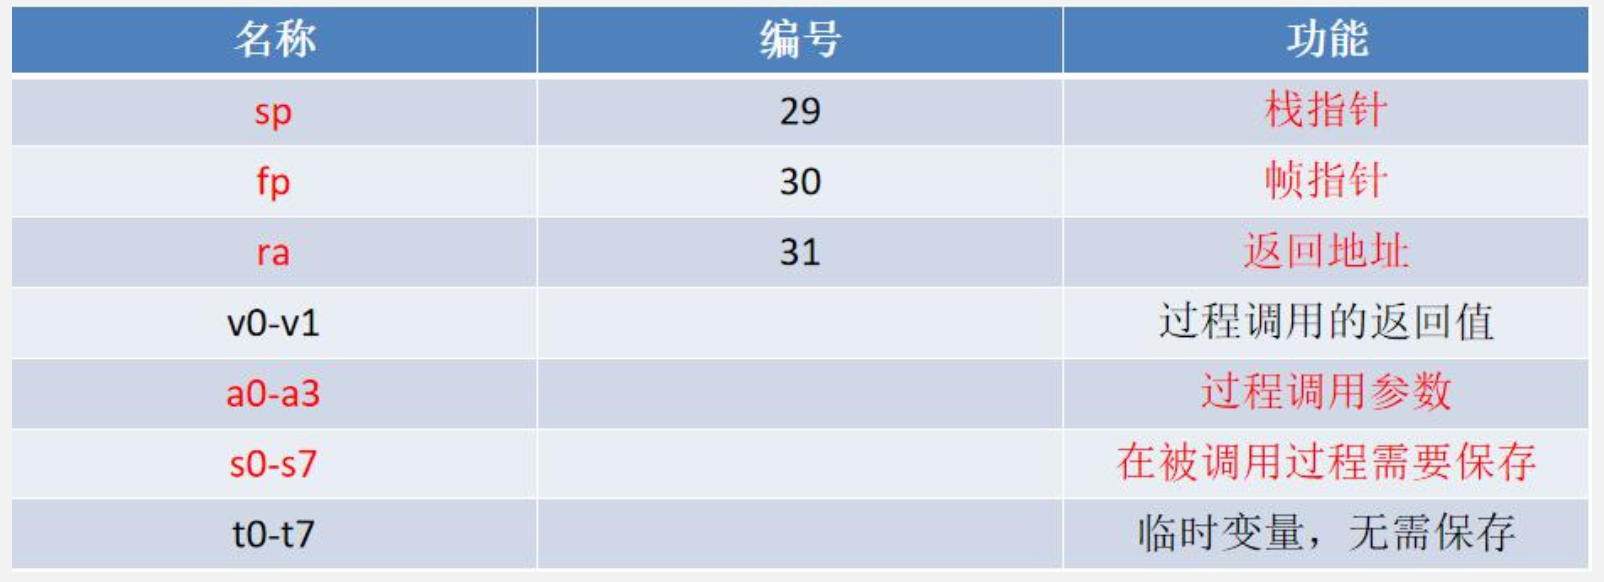 名称 编号 功能
sp 29 栈指针
fp 30 帧指针
ra 31 返回地址
v0-v1 过程调用的返回值
a0-a3 过程调用参数
s0-s7 在被调用过程需要保存
t0-t7 临时变量，无需保存